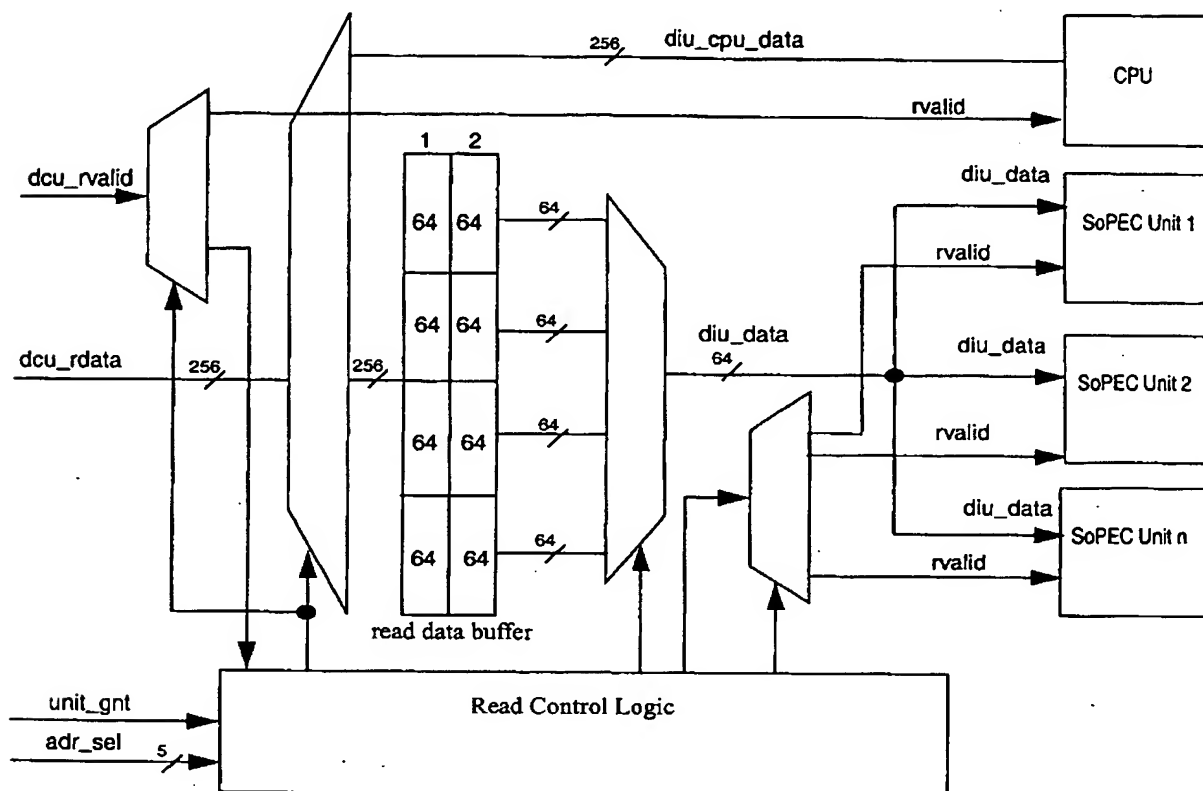 256
diu_cpu_data
CPU
rvalid
1 2
dcu_rvalid
diu_data
64 64
64
SoPEC Unit 1
rvalid
64 64
64
diu_data
64
diu_data
dcu_rdata
256
256
SoPEC Unit 2
64 64
64
rvalid
diu_data
SoPEC Unit n
64 64
64
rvalid
read data buffer
unit_gnt
Read Control Logic
adr_sel
5